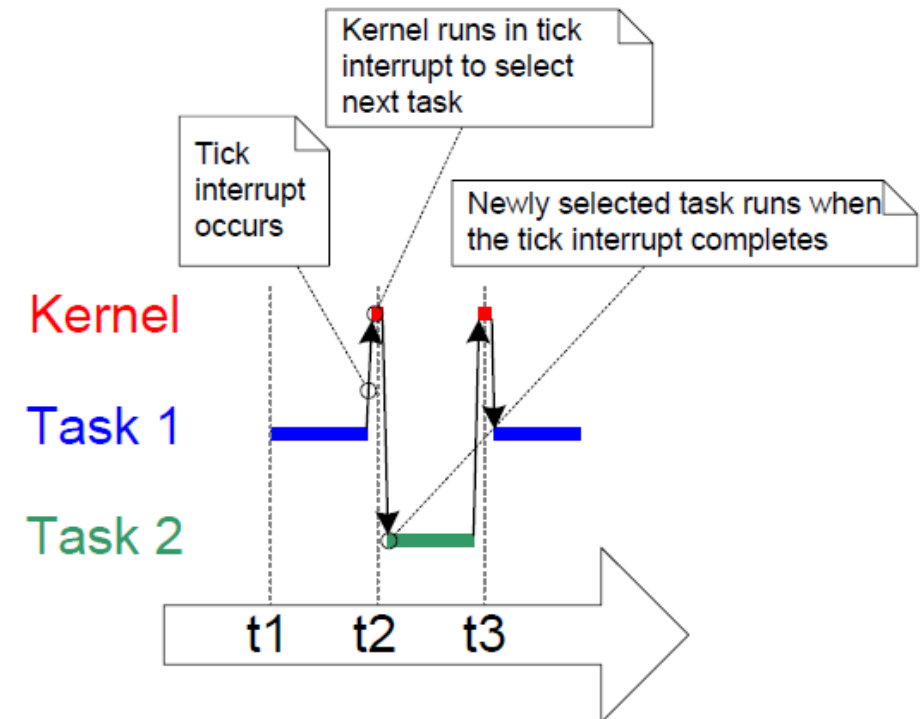 Kernel runs in tick
interrupt to select
next task
Tick
interrupt
occurs
Newly selected task runs when
the tick interrupt completes
Kernel
Task 1
Task 2
t1 t2 t3